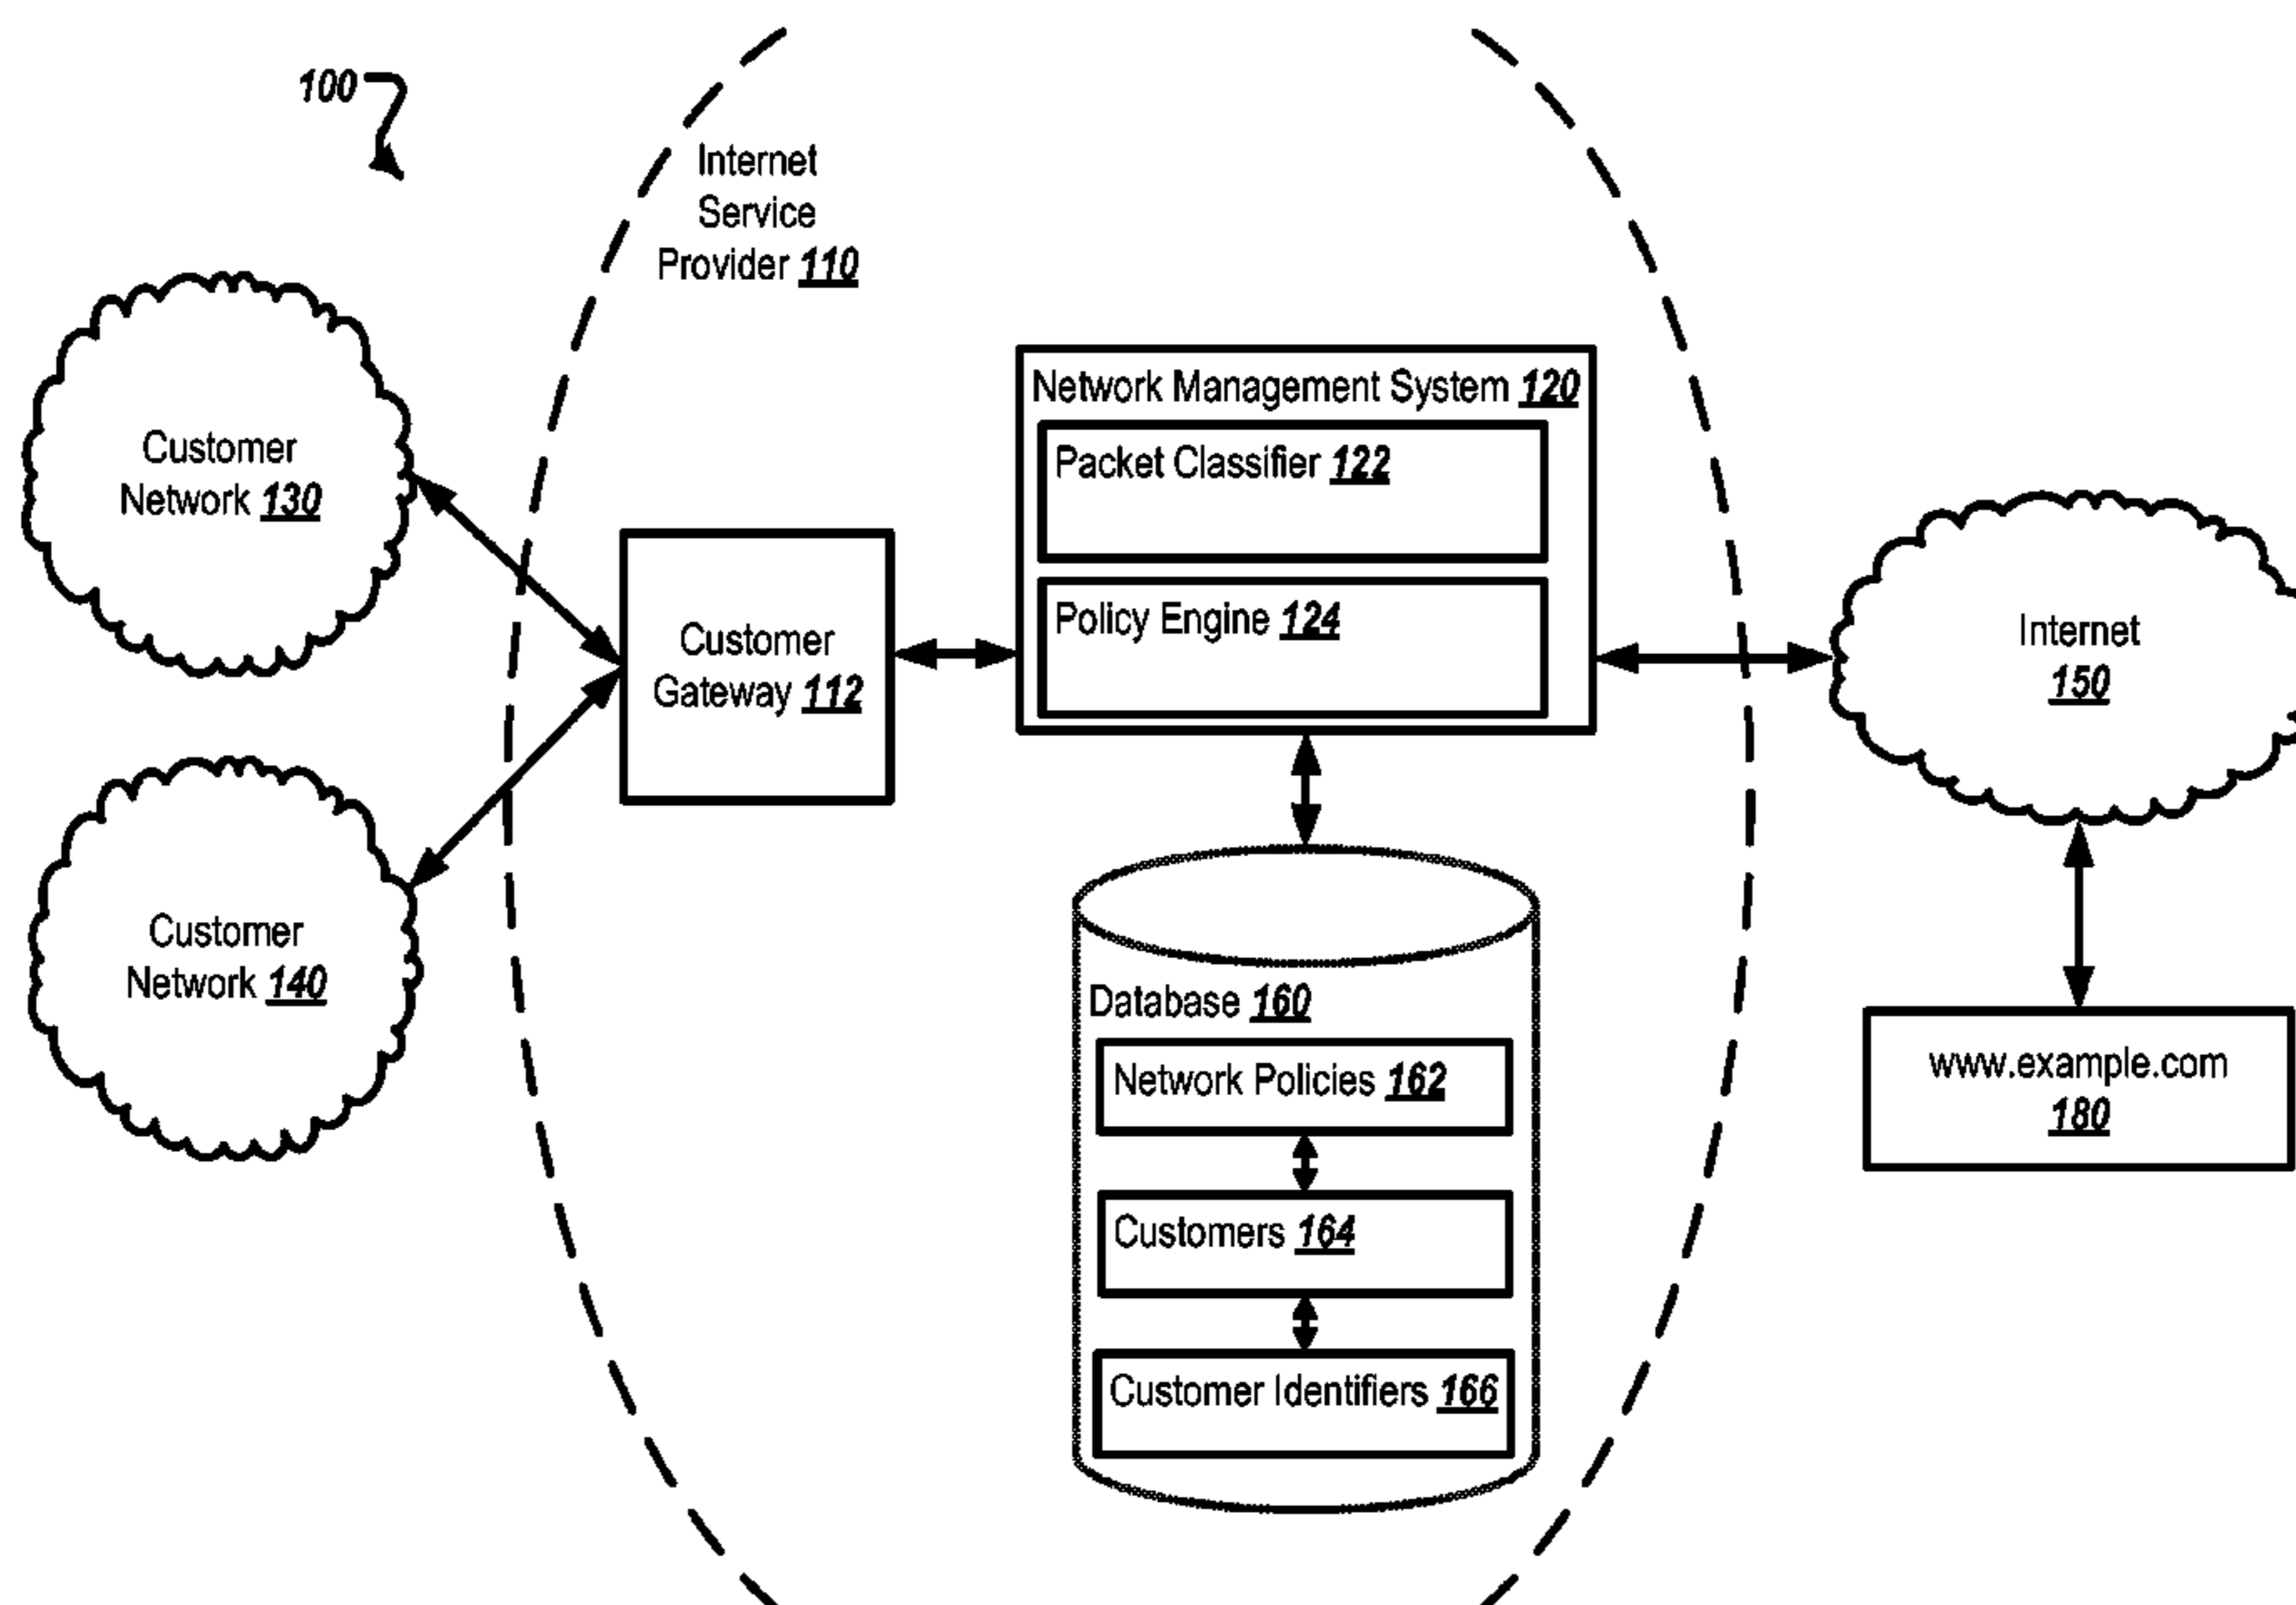 100
Internet
Service
Provider 110
Customer
Network 130
Network Management System 120
Packet Classifier 122
Policy Engine 124
Customer
Gateway 112
Internet
150
Customer
Network 140
Database 160
Network Policies 162
Customers 164
Customer Identifiers 166
www.example.com
180